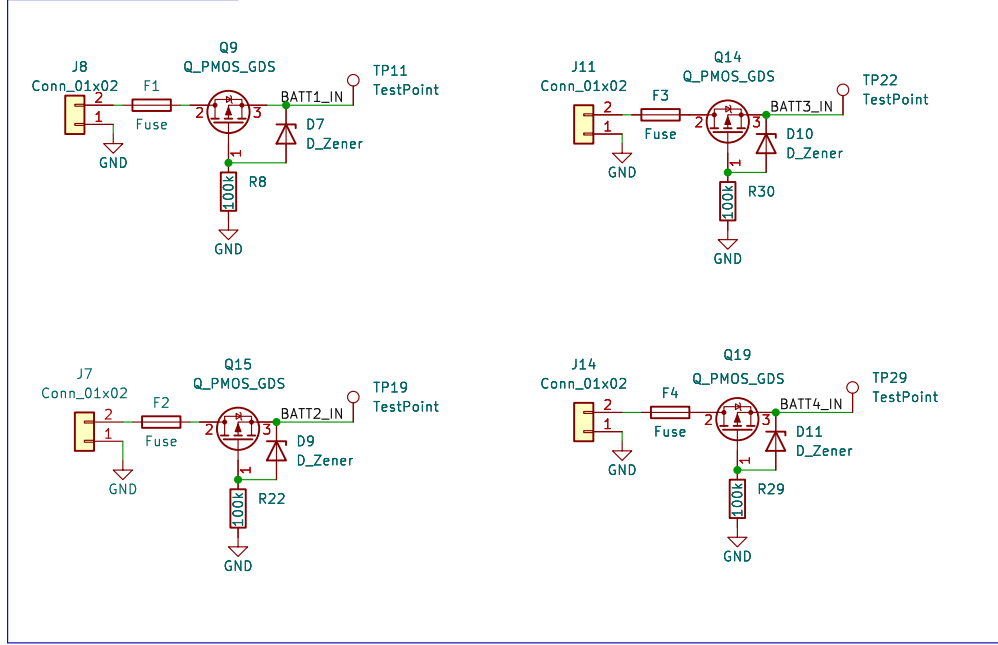 Q9
Q_PMOS_GDS
J8
Conn_01x02
F1
Fuse
2
1
GND
2
3
1
BATT1_IN
TP11
TestPoint
D7
D_Zener
100k
R8
GND
Q14
Q_PMOS_GDS
J11
Conn_01x02
F3
Fuse
2
1
GND
2
3
1
BATT3_IN
TP22
TestPoint
D10
D_Zener
100k
R30
GND
Q15
Q_PMOS_GDS
J7
Conn_01x02
F2
Fuse
2
1
GND
2
3
1
BATT2_IN
TP19
TestPoint
D9
D_Zener
100k
R22
GND
Q19
Q_PMOS_GDS
J14
Conn_01x02
F4
Fuse
2
1
GND
2
3
1
BATT4_IN
TP29
TestPoint
D11
D_Zener
100k
R29
GND